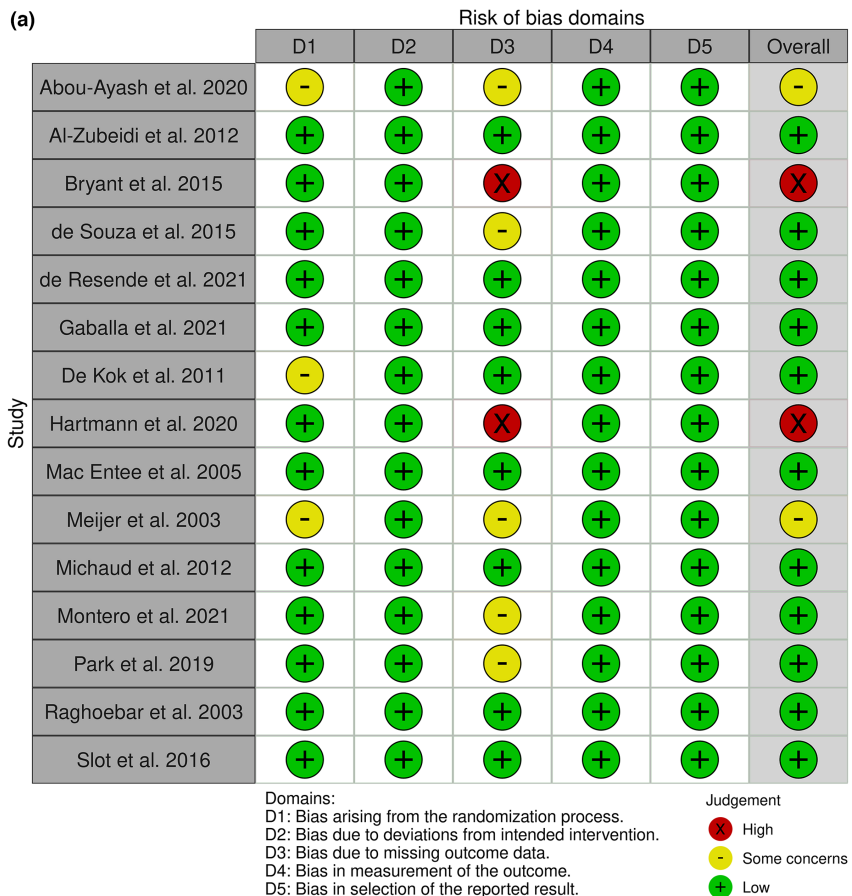 (a)
Risk of bias domains
D1 D2 D3 D4 D5 Overall
Study
Abou-Ayash et al. 2020 - + - + + -
Al-Zubeidi et al. 2012 + + + + + +
Bryant et al. 2015 + + X + + X
de Souza et al. 2015 + + - + + +
de Resende et al. 2021 + + + + + +
Gaballa et al. 2021 + + + + + +
De Kok et al. 2011 - + + + + +
Hartmann et al. 2020 + + X + + X
Mac Entee et al. 2005 + + + + + +
Meijer et al. 2003 - + - + + -
Michaud et al. 2012 + + + + + +
Montero et al. 2021 + + - + + +
Park et al. 2019 + + - + + +
Raghoebar et al. 2003 + + + + + +
Slot et al. 2016 + + + + + +
Domains:
D1: Bias arising from the randomization process.
D2: Bias due to deviations from intended intervention.
D3: Bias due to missing outcome data.
D4: Bias in measurement of the outcome.
D5: Bias in selection of the reported result.
Judgement
X High
- Some concerns
+ Low